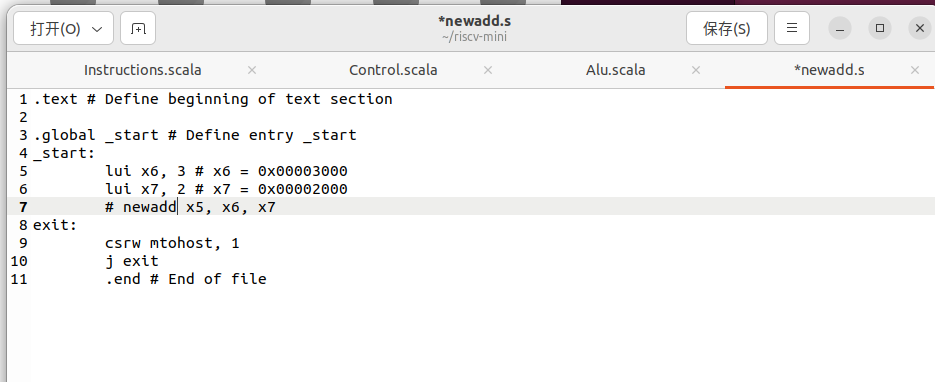 打开(O)
*newadd.s
~/riscv-mini
保存(S)
Instructions.scala
Control.scala
Alu.scala
*newadd.s
1 .text # Define beginning of text section
2
3 .global _start # Define entry _start
4 _start:
5 lui x6, 3 # x6 = 0x00003000
6 lui x7, 2 # x7 = 0x00002000
7 # newadd x5, x6, x7
8 exit:
9 csrw mtohost, 1
10 j exit
11 .end # End of file